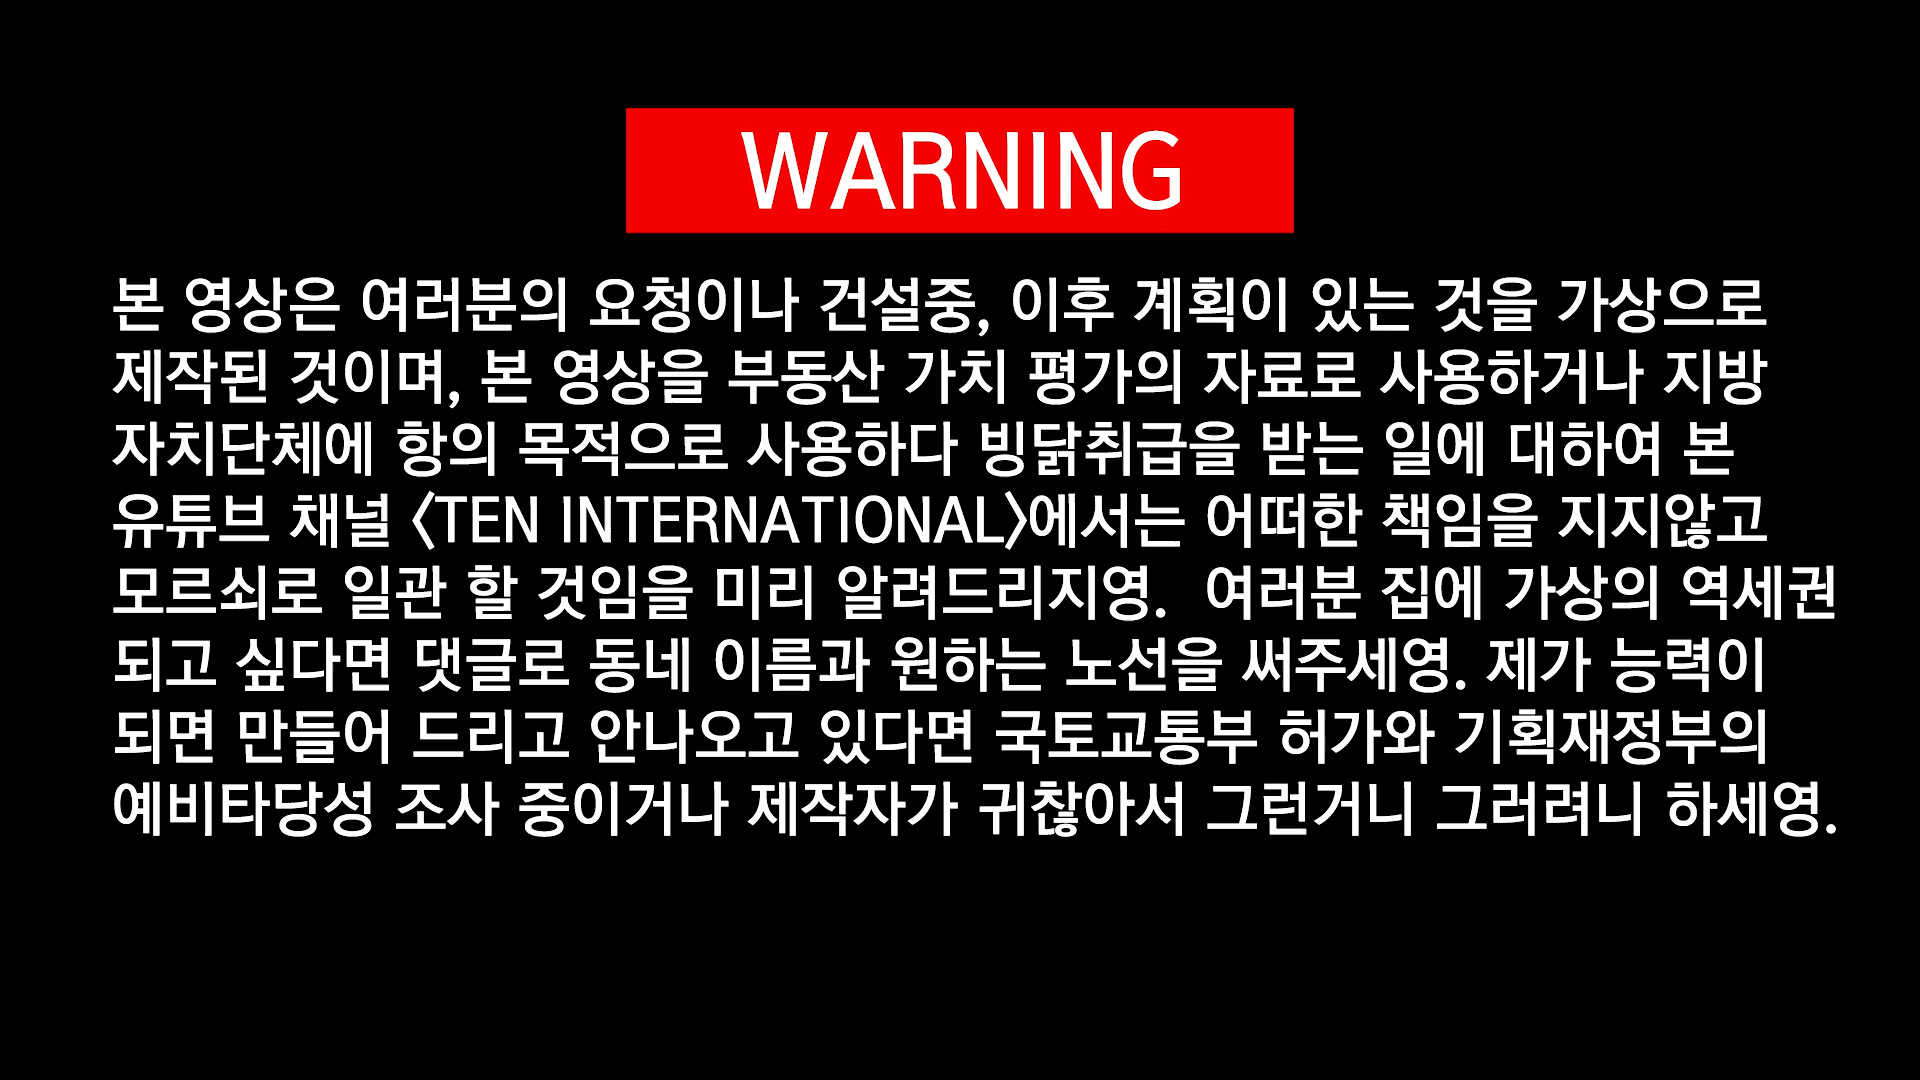 WARNING
본 영상은 여러분의 요청이나 건설중, 이후 계획이 있는 것을 가상으로
제작된 것이며, 본 영상을 부동산 가치 평가의 자료로 사용하거나 지방
자치단체에 항의 목적으로 사용하다 빙닭취급을 받는 일에 대하여 본
유튜브 채널 <TEN INTERNATIONAL>에서는 어떠한 책임을 지지않고
모르쇠로 일관 할 것임을 미리 알려드리지영. 여러분 집에 가상의 역세권
되고 싶다면 댓글로 동네 이름과 원하는 노선을 써주세영. 제가 능력이
되면 만들어 드리고 안나오고 있다면 국토교통부 허가와 기획재정부의
예비타당성 조사 중이거나 제작자가 귀찮아서 그런거니 그러려니 하세영.